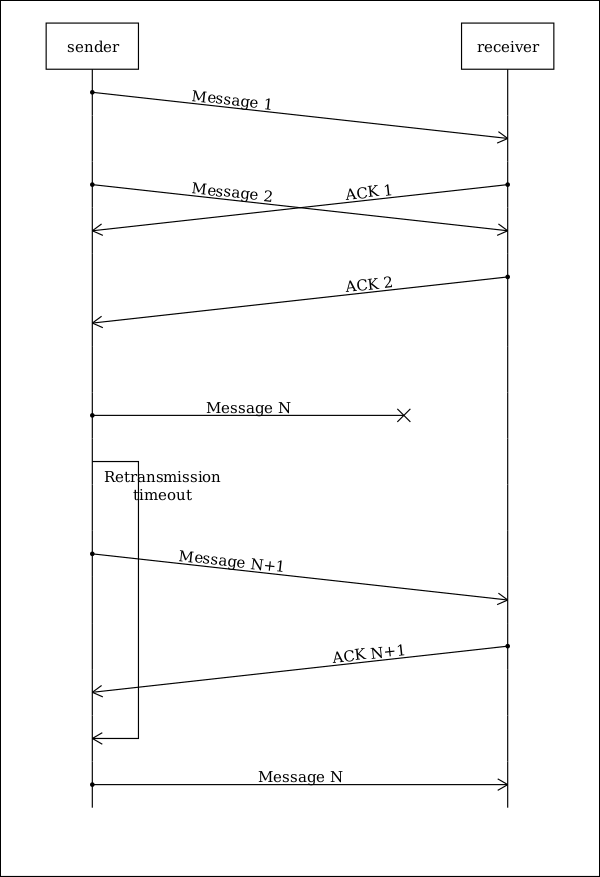 sender
receiver
Message 1
Message 2
ACK 1
ACK 2
Message N
Retransmission
timeout
Message N+1
ACK N+1
Message N